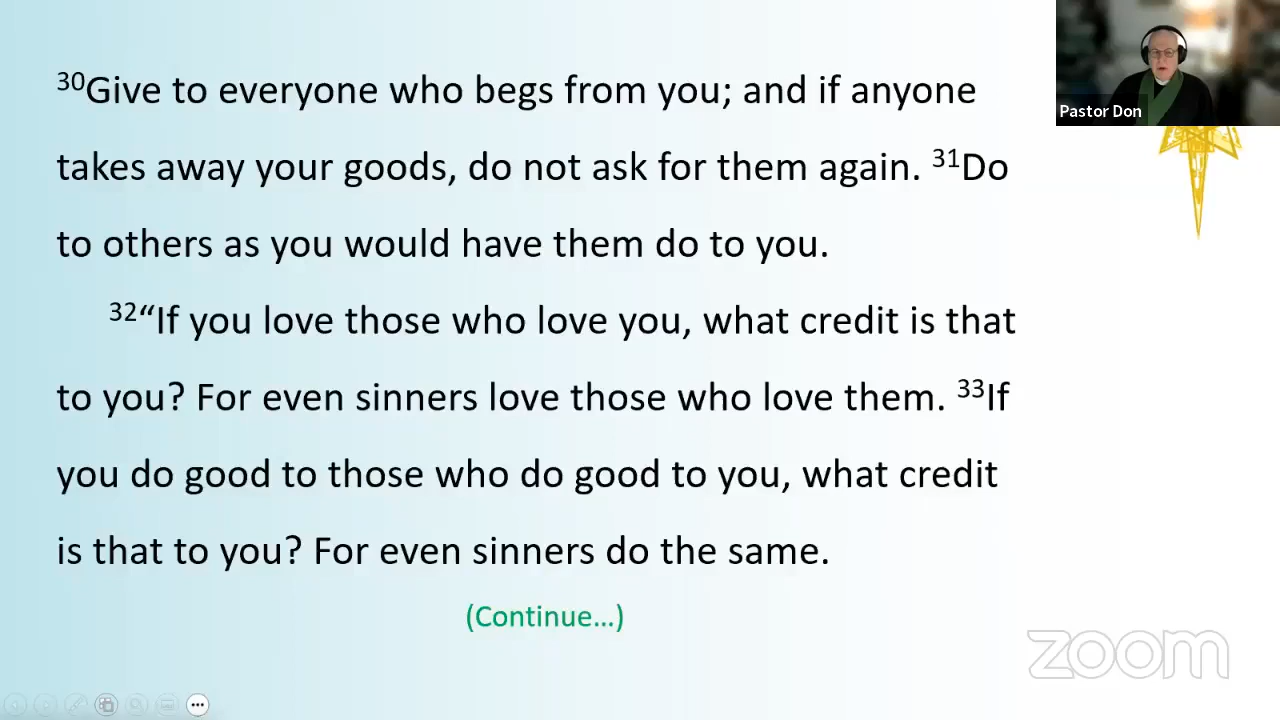 ³⁰Give to everyone who begs from you; and if anyone
takes away your goods, do not ask for them again. ³¹Do
to others as you would have them do to you.
³²“If you love those who love you, what credit is that
to you? For even sinners love those who love them. ³³If
you do good to those who do good to you, what credit
is that to you? For even sinners do the same.
(Continue…)
Pastor Don
zoom